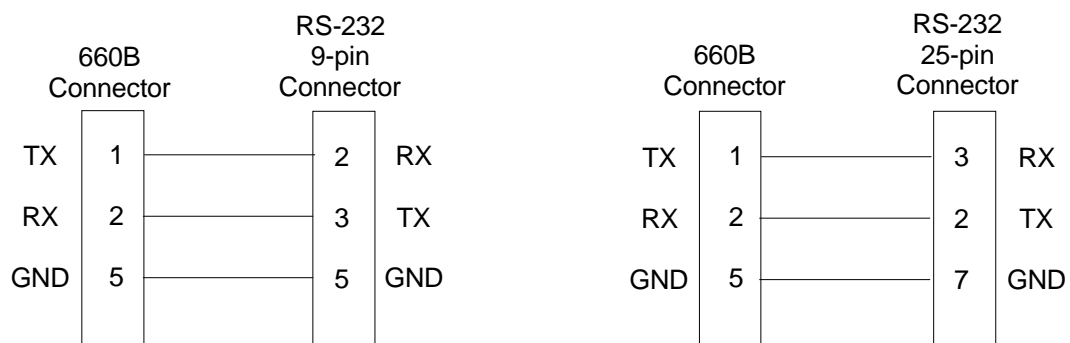 660B
Connector
RS-232
9-pin
Connector
TX 1 2 RX
RX 2 3 TX
GND 5 5 GND
660B
Connector
RS-232
25-pin
Connector
TX 1 3 RX
RX 2 2 TX
GND 5 7 GND